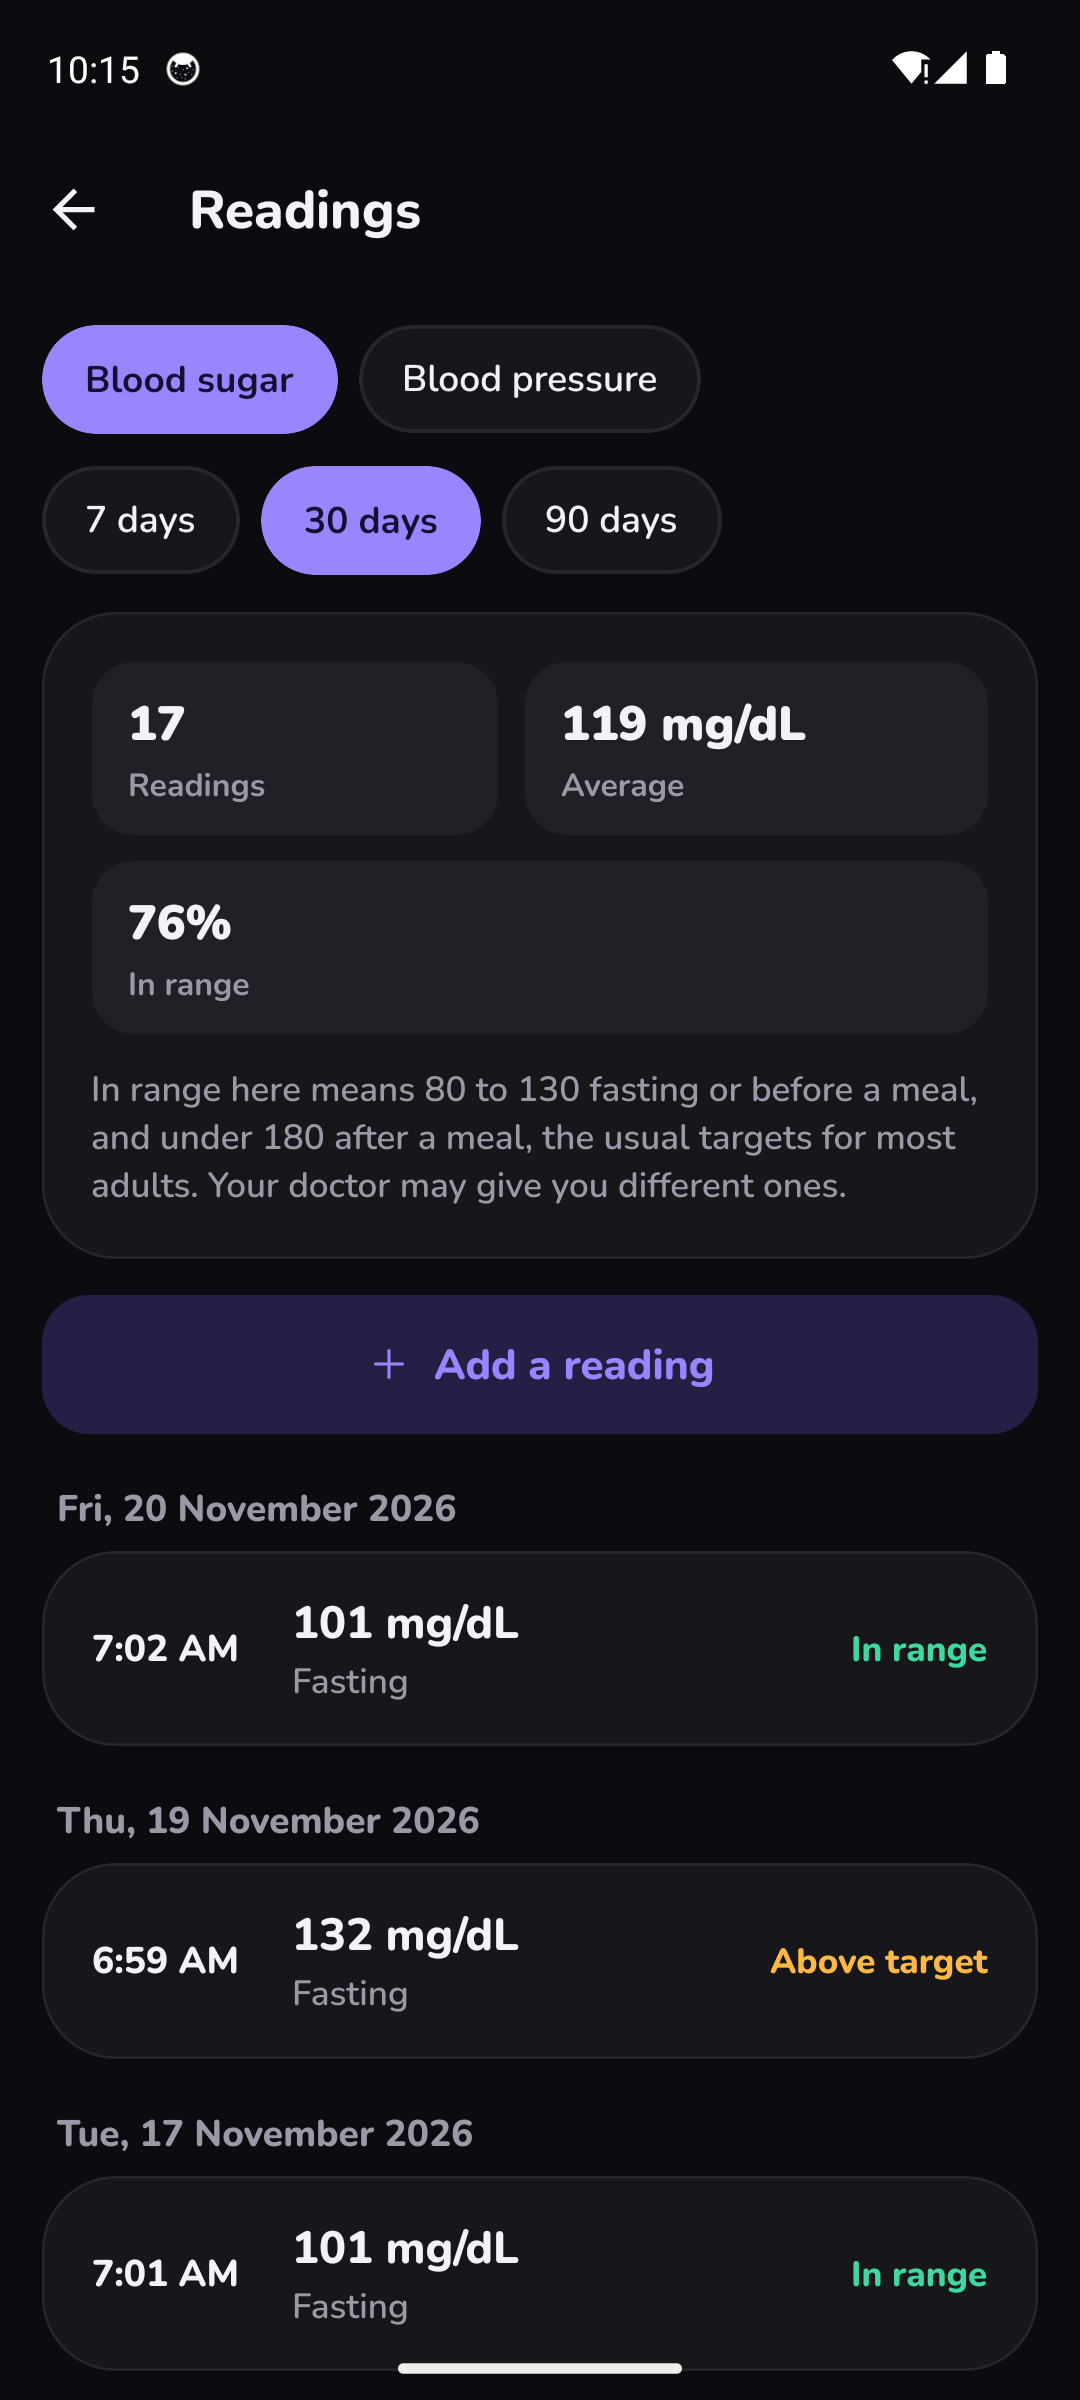 10:15
Readings
Blood sugar
Blood pressure
7 days
30 days
90 days
17
Readings
119 mg/dL
Average
76%
In range
In range here means 80 to 130 fasting or before a meal,
and under 180 after a meal, the usual targets for most
adults. Your doctor may give you different ones.
Add a reading
Fri, 20 November 2026
7:02 AM
101 mg/dL
Fasting
In range
Thu, 19 November 2026
6:59 AM
132 mg/dL
Fasting
Above target
Tue, 17 November 2026
7:01 AM
101 mg/dL
Fasting
In range